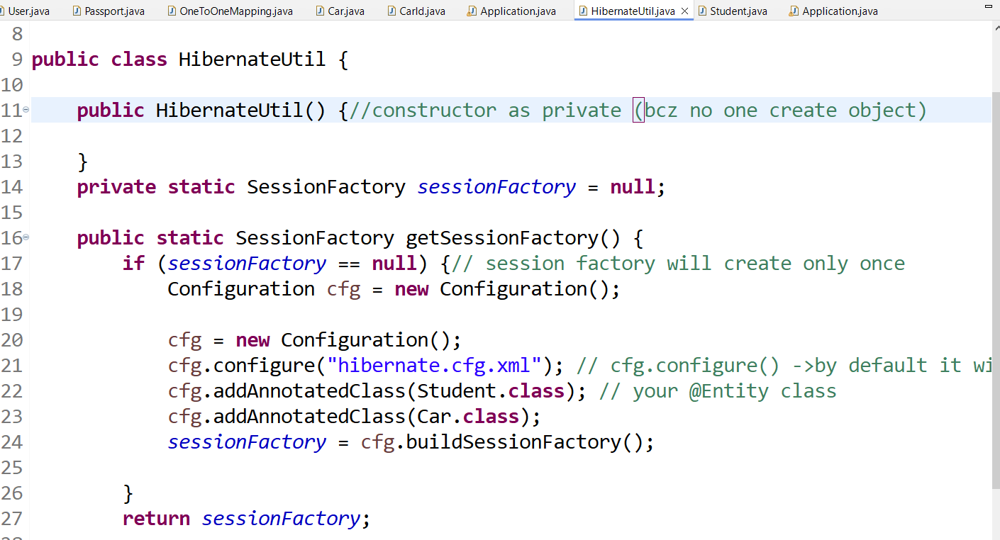 User.java Passport.java OneToOneMapping.java Car.java CarId.java Application.java HibernateUtil.java Student.java Application.java
8
9 public class HibernateUtil {
10
11 public HibernateUtil() {//constructor as private (bcz no one create object)
12
13 }
14 private static SessionFactory sessionFactory = null;
15
16 public static SessionFactory getSessionFactory() {
17 if (sessionFactory == null) {// session factory will create only once
18 Configuration cfg = new Configuration();
19
20 cfg = new Configuration();
21 cfg.configure("hibernate.cfg.xml"); // cfg.configure() ->by default it wi
22 cfg.addAnnotatedClass(Student.class); // your @Entity class
23 cfg.addAnnotatedClass(Car.class);
24 sessionFactory = cfg.buildSessionFactory();
25
26 }
27 return sessionFactory;